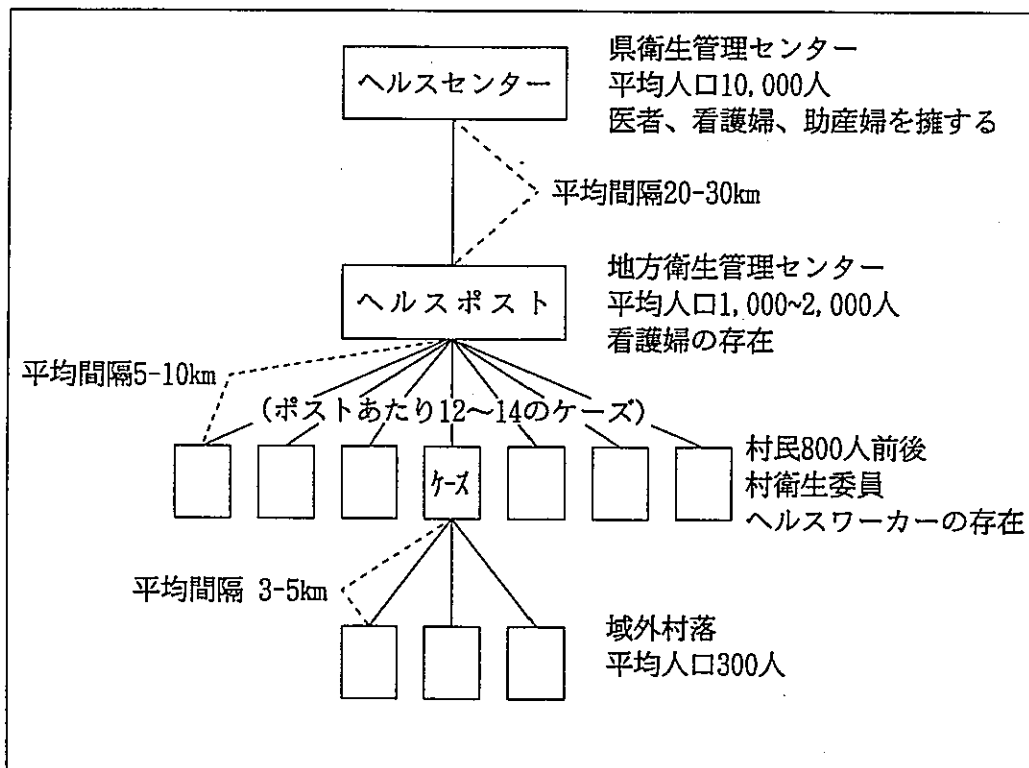 県衛生管理センター
ヘルスセンター
平均人口10,000人
医者、看護婦、助産婦を擁する
平均間隔20-30km
地方衛生管理センター
ヘルスポスト
平均人口1,000~2,000人
看護婦の存在
平均間隔5-10km
(ポストあたり12～14のケーズ)
村民800人前後
ケーズ
村衛生委員
ヘルスワーカーの存在
平均間隔 3-5km
域外村落
平均人口300人